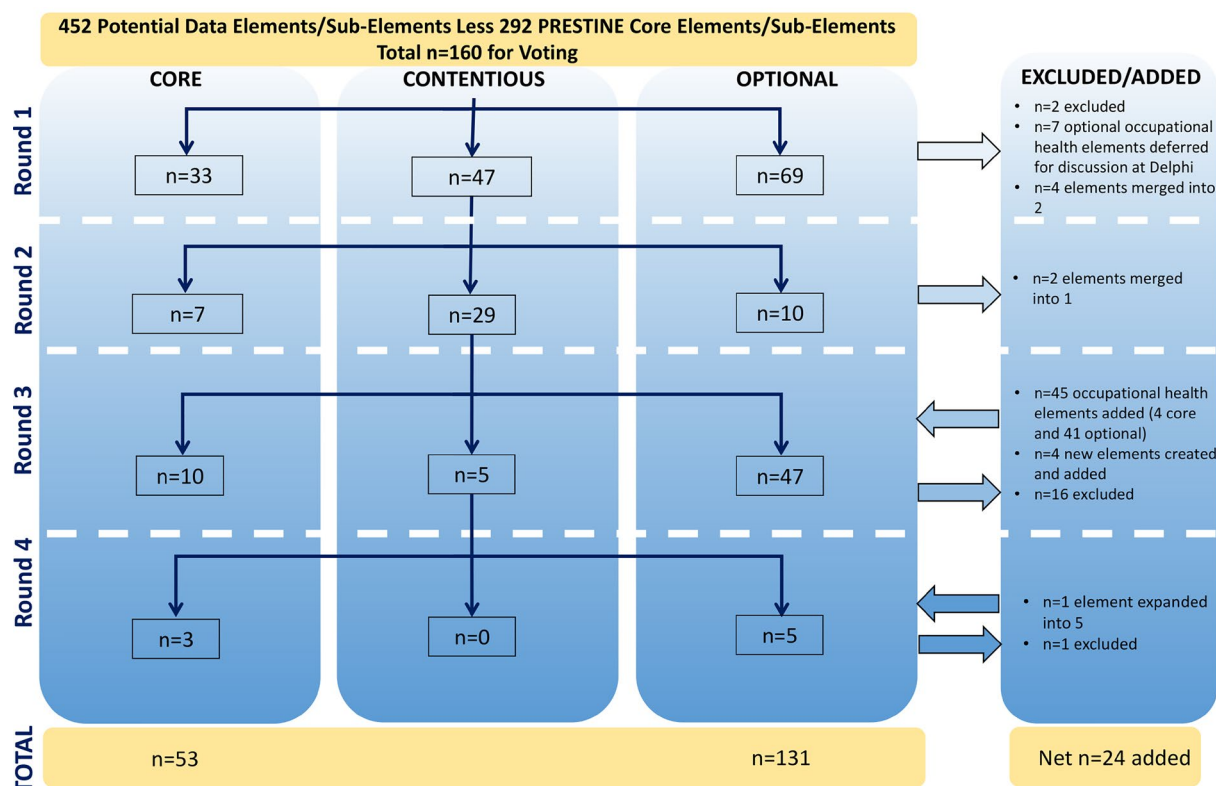 452 Potential Data Elements/Sub-Elements Less 292 PRESTINE Core Elements/Sub-Elements
Total n=160 for Voting
CORE
CONTENTIOUS
OPTIONAL
EXCLUDED/ADDED
Round 1
n=33
n=47
n=69
• n=2 excluded
• n=7 optional occupational
health elements deferred
for discussion at Delphi
• n=4 elements merged into
2
Round 2
n=7
n=29
n=10
• n=2 elements merged
into 1
Round 3
n=10
n=5
n=47
• n=45 occupational health
elements added (4 core
and 41 optional)
• n=4 new elements created
and added
• n=16 excluded
Round 4
n=3
n=0
n=5
• n=1 element expanded
into 5
• n=1 excluded
TOTAL
n=53
n=131
Net n=24 added